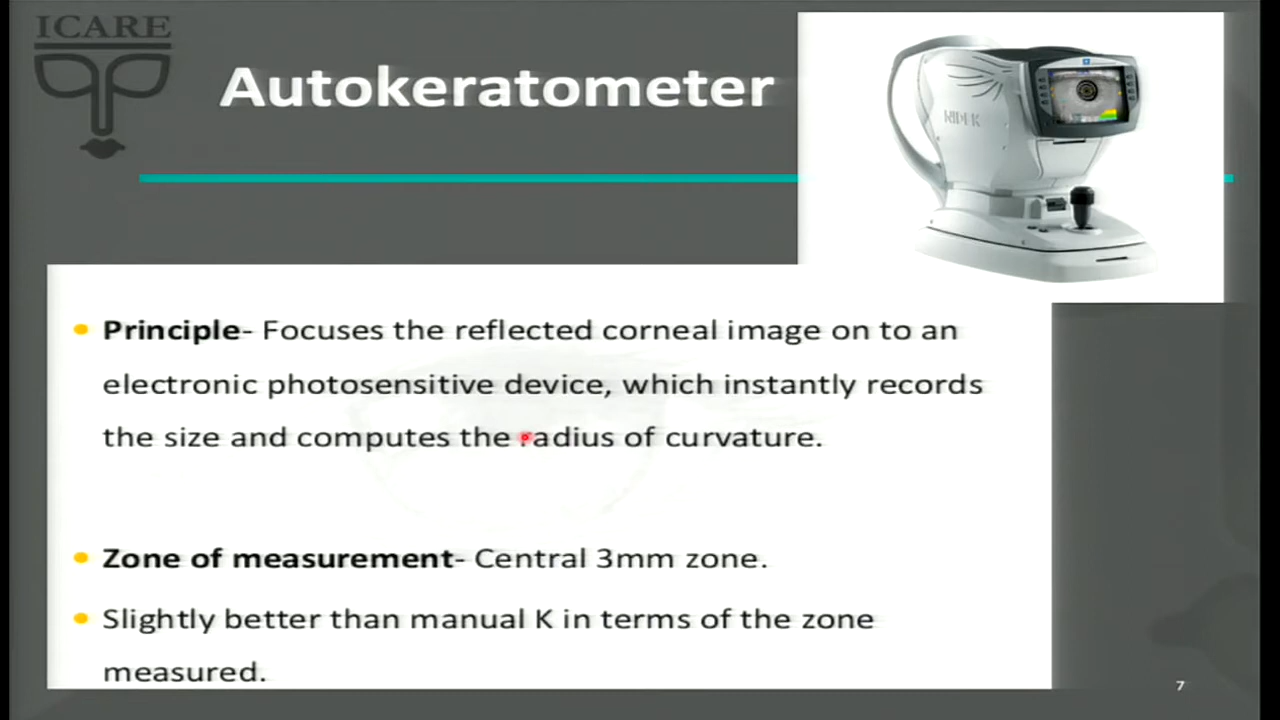 ICARE
Autokeratometer
NIDEK
Principle- Focuses the reflected corneal image on to an
electronic photosensitive device, which instantly records
the size and computes the radius of curvature.
Zone of measurement- Central 3mm zone.
Slightly better than manual K in terms of the zone
measured.
7